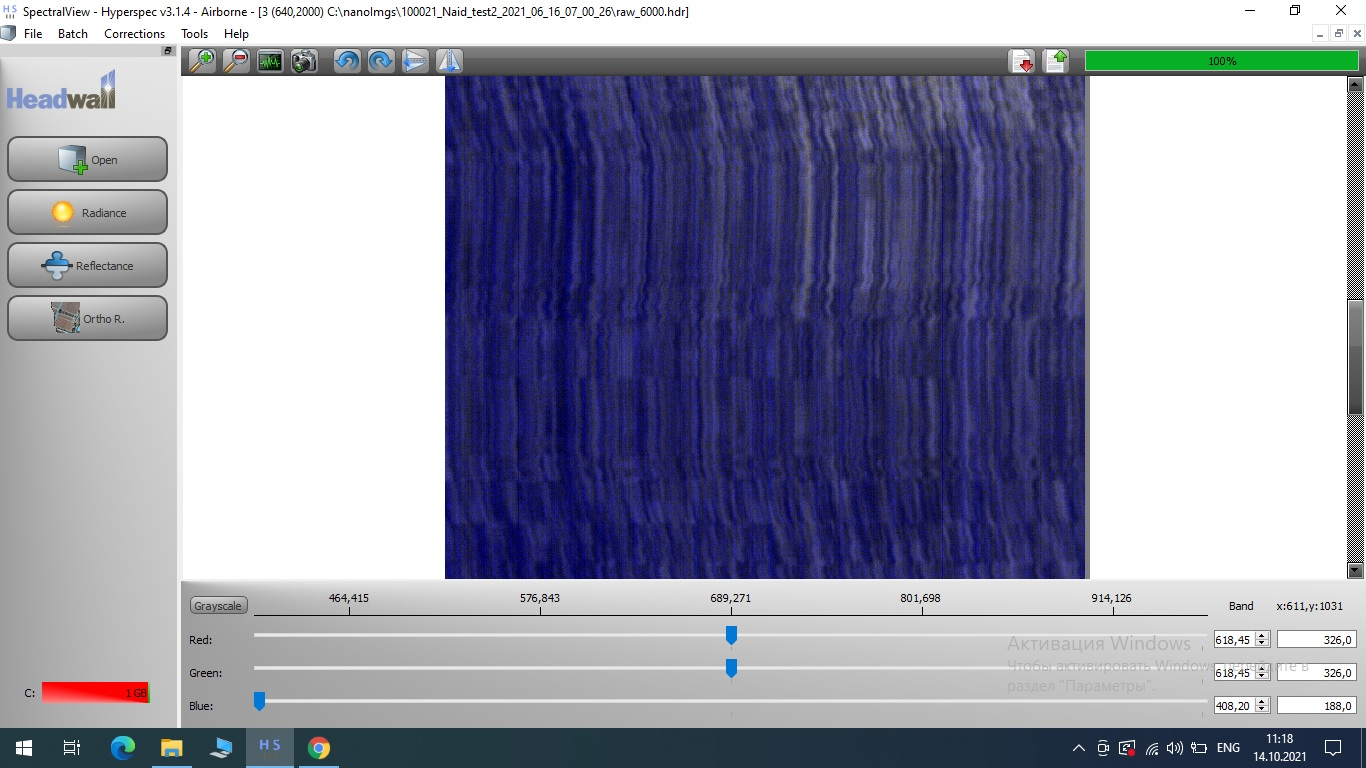 SpectralView - Hyperspec v3.1.4 - Airborne - [3 (640,2000) C:\nanoImgs\100021_Naid_test2_2021_06_16_07_00_26\raw_6000.hdr]
File Batch Corrections Tools Help
100%
Headwall
Open
Radiance
Reflectance
Ortho R.
C: 1 GB
Grayscale 464,415 576,843 689,271 801,698 914,126 Band x:611,y:1031
Red: 618,45 326,0
Green: 618,45 326,0
Blue: 408,20 188,0
Активация Windows
Чтобы активировать Windows, перейдите в
раздел "Параметры".
H S ENG 11:18
14.10.2021